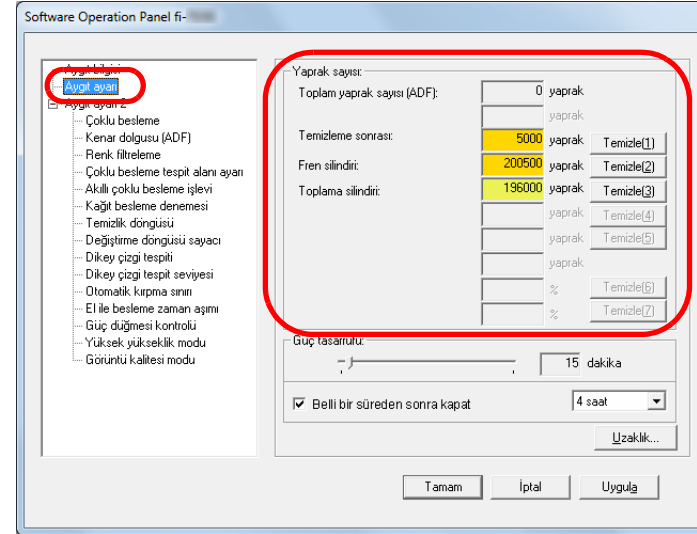 Software Operation Panel fi-
Aygıt bilgisi
Aygıt ayarı
Aygıt ayarı 2
Çoklu besleme
Kenar dolgusu (ADF)
Renk filtreleme
Çoklu besleme tespit alanı ayarı
Akıllı çoklu besleme işlevi
Kağıt besleme denemesi
Temizlik döngüsü
Değiştirme döngüsü sayacı
Dikey çizgi tespiti
Dikey çizgi tespit seviyesi
Otomatik kırpma sınırı
El ile besleme zaman aşımı
Güç düğmesi kontrolü
Yüksek yükseklik modu
Görüntü kalitesi modu
Yaprak sayısı:
Toplam yaprak sayısı (ADF): 0 yaprak
yaprak
Temizleme sonrası: 5000 yaprak Temizle(1)
Fren silindiri: 200500 yaprak Temizle(2)
Toplama silindiri: 196000 yaprak Temizle(3)
yaprak Temizle(4)
yaprak Temizle(5)
yaprak
% Temizle(6)
% Temizle(7)
Güç tasarrufu:
15 dakika
Belli bir süreden sonra kapat 4 saat
Uzaklık...
Tamam İptal Uygula